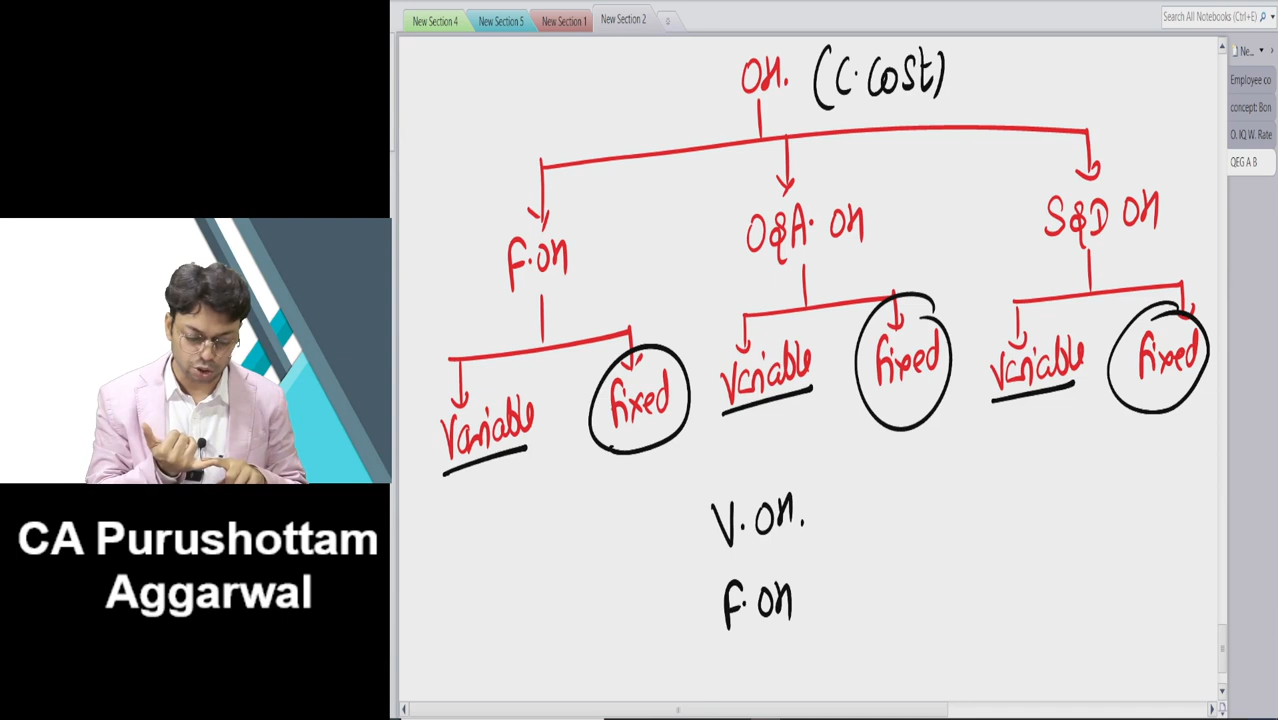 New Section 4
New Section 5
New Section 1
New Section 2
Search All Notebooks (Ctrl+E)
Ne...
Employee co
concept: Bon
O. IQ W. Rate
QEG A B
OH. (C. Cost)
F. OH
O&A. OH
S&D OH
Variable
fixed
Variable
fixed
Variable
fixed
V. OH.
F. OH
CA Purushottam
Aggarwal